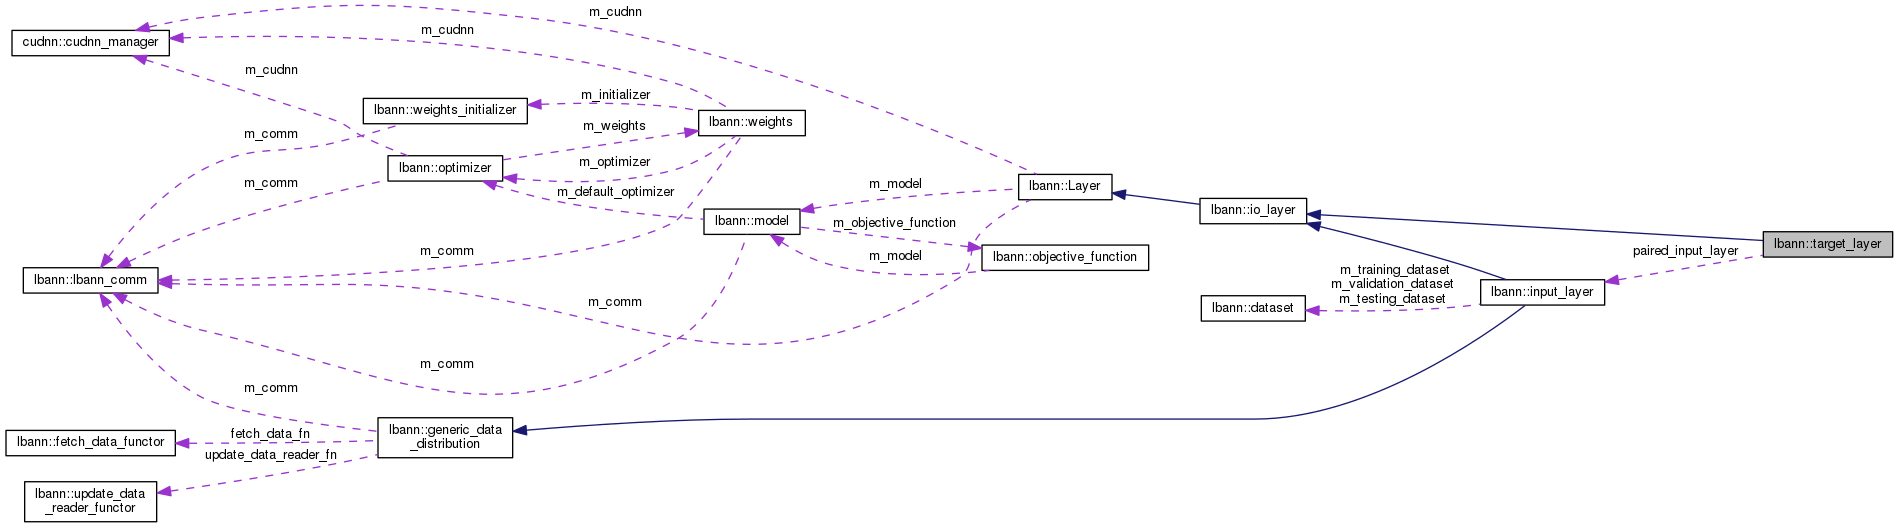 m_cudnn
m_cudnn
cudnn::cudnn_manager
m_cudnn
m_initializer
lbann::weights_initializer
lbann::weights
m_comm
m_weights
m_optimizer
lbann::optimizer
m_comm
m_default_optimizer
m_model
lbann::Layer
lbann::io_layer
lbann::model
m_objective_function
lbann::target_layer
m_comm
m_model
lbann::objective_function
paired_input_layer
lbann::lbann_comm
m_training_dataset
m_validation_dataset
m_testing_dataset
lbann::input_layer
m_comm
lbann::dataset
m_comm
m_comm
lbann::generic_data
_distribution
fetch_data_fn
lbann::fetch_data_functor
update_data_reader_fn
lbann::update_data
_reader_functor